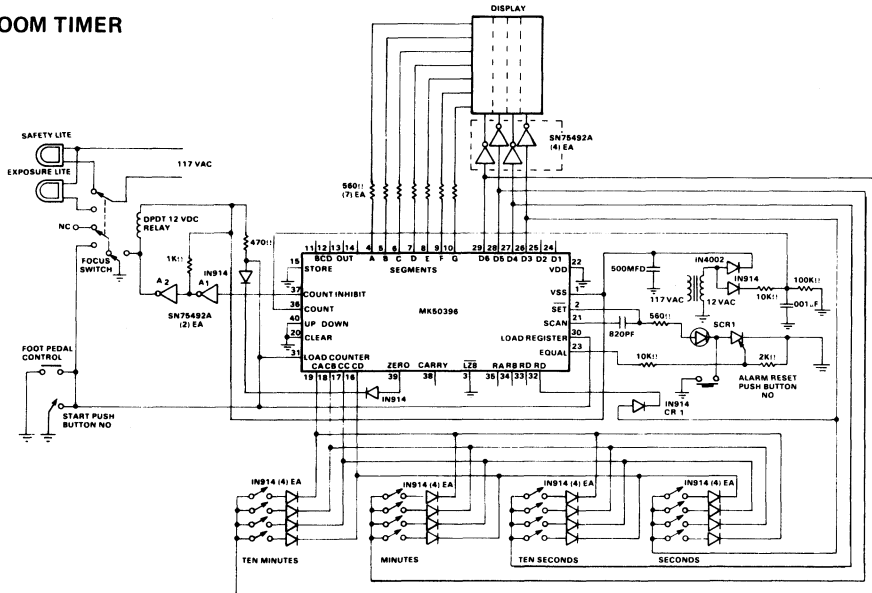 OOM TIMER
DISPLAY
SN75492A
(4) EA
SAFETY LITE
117 VAC
EXPOSURE LITE
560!!
(7) EA
NC
DPDT 12 VDC
RELAY
1K!!
470!!
FOCUS
SWITCH
A2
A1
IN914
SN75492A
(2) EA
11 12 13 14 4 5 6 7 8 9 10 29 28 27 26 25 24
BCD OUT A B C D E F G D6 D5 D4 D3 D2 D1
SEGMENTS
15
STORE
VDD
22
37
COUNT INHIBIT
VSS
1
36
COUNT
MK50396
SET
2
40
UP DOWN
SCAN
21
20
CLEAR
LOAD REGISTER
30
31
LOAD COUNTER
EQUAL
23
CA CB CC CD
ZERO
CARRY
LZB
RA RB RD RD
19 18 17 16
39
38
3
35 34 33 32
500MFD
117 VAC
12 VAC
IN4002
IN914
10K!!
100K!!
001µF
820PF
560!!
SCR1
10K!!
2K!!
ALARM RESET
PUSH BUTTON
NO
IN914
IN914
CR 1
FOOT PEDAL
CONTROL
START PUSH
BUTTON NO
IN914 (4) EA
IN914 (4) EA
IN914 (4) EA
IN914 (4) EA
TEN MINUTES
MINUTES
TEN SECONDS
SECONDS